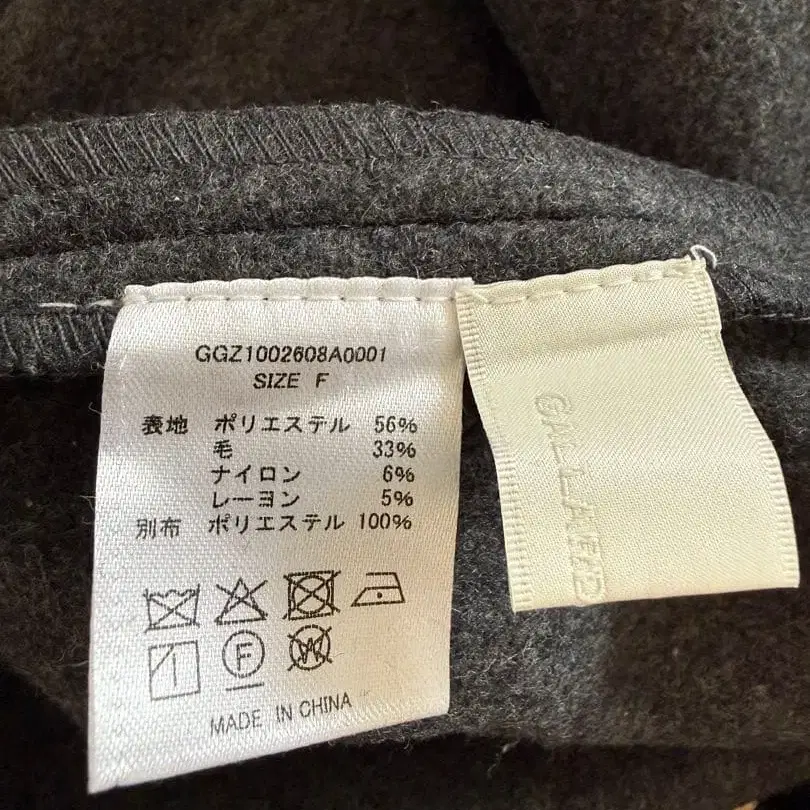 GGZ1002608A0001
SIZE F
表地 ポリエステル 56%
毛 33%
ナイロン 6%
レーヨン 5%
別布 ポリエステル 100%
F
W
MADE IN CHINA